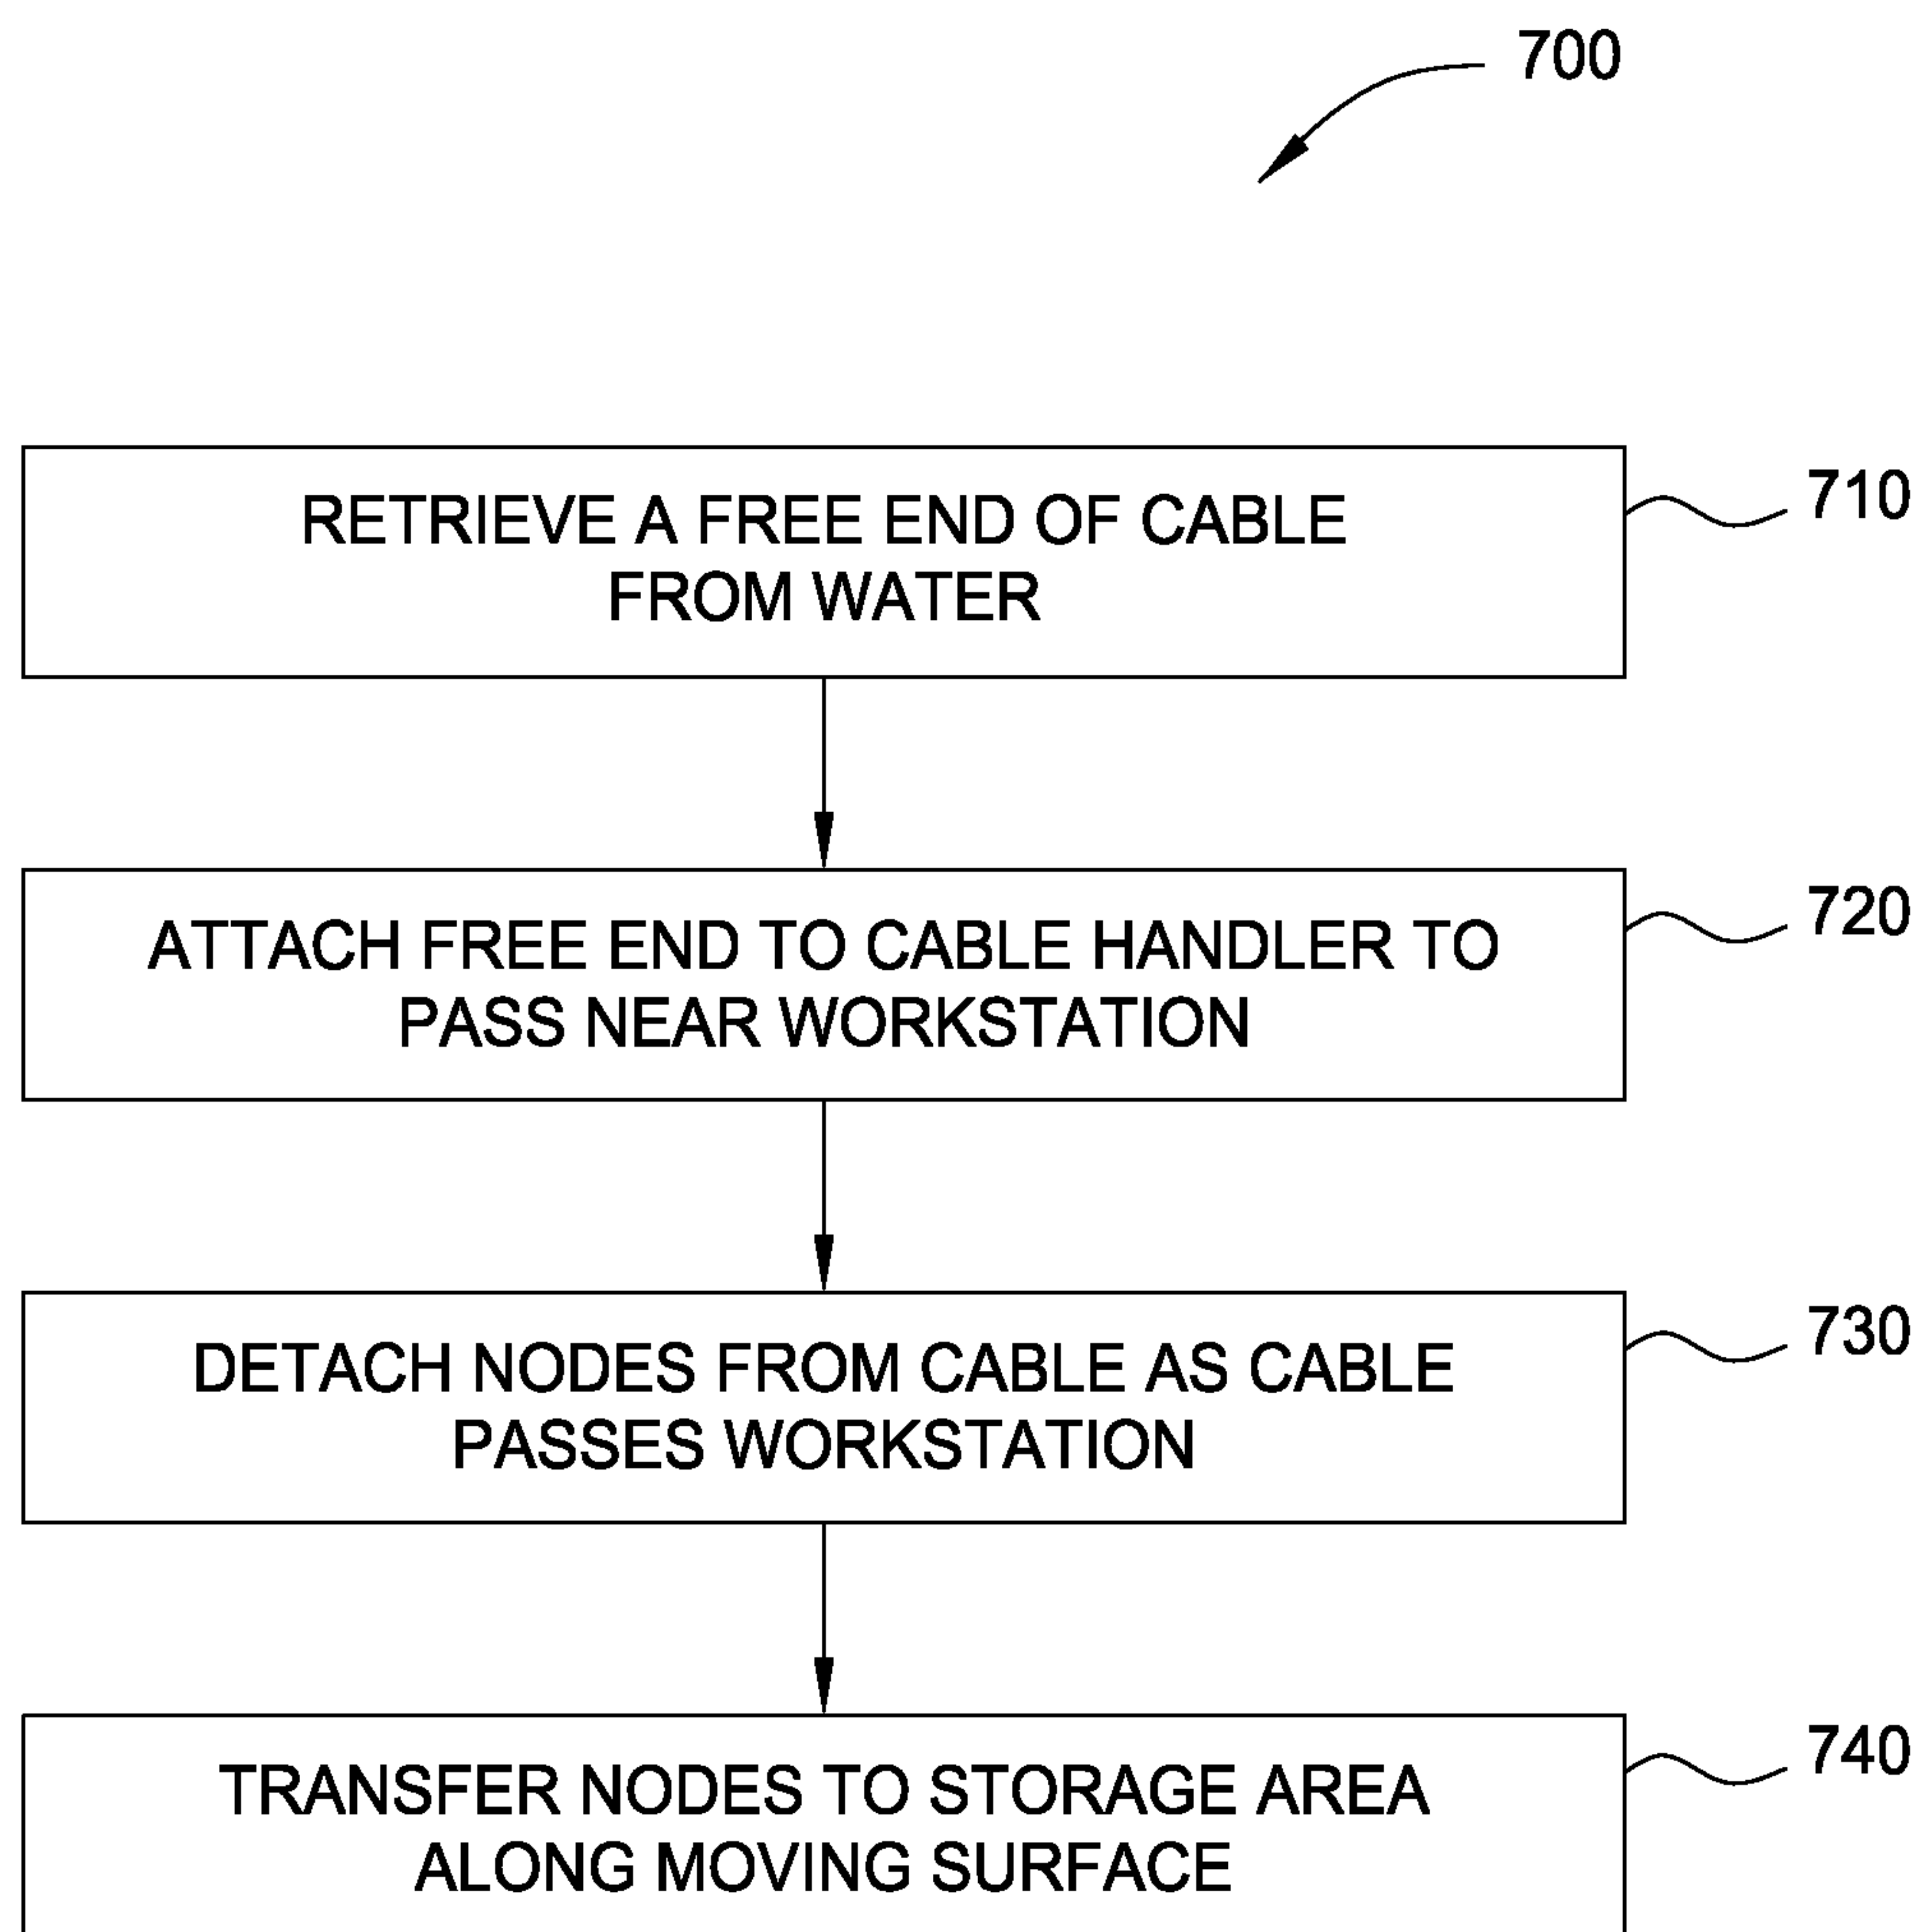 700
RETRIEVE A FREE END OF CABLE
FROM WATER
710
ATTACH FREE END TO CABLE HANDLER TO
PASS NEAR WORKSTATION
720
DETACH NODES FROM CABLE AS CABLE
PASSES WORKSTATION
730
TRANSFER NODES TO STORAGE AREA
ALONG MOVING SURFACE
740